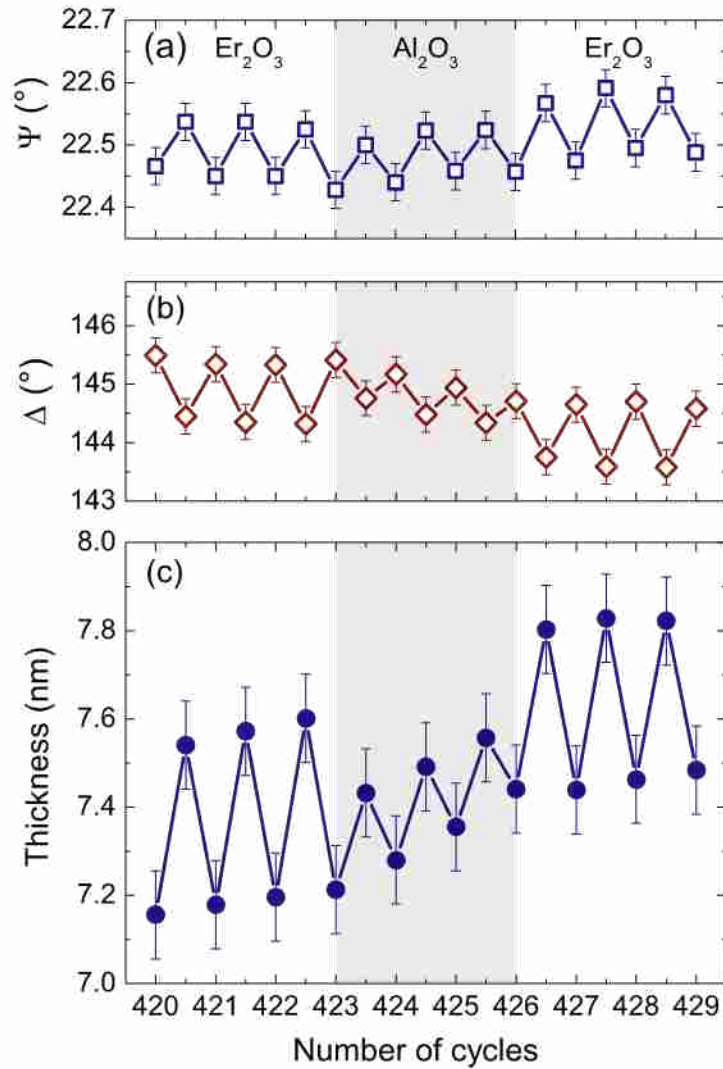 22.7
(a)
Er₂O₃
Al₂O₃
Er₂O₃
22.6
22.5
22.4
Ψ (°)
(b)
146
145
144
143
Δ (°)
8.0
(c)
7.8
7.6
7.4
7.2
7.0
Thickness (nm)
420 421 422 423 424 425 426 427 428 429
Number of cycles